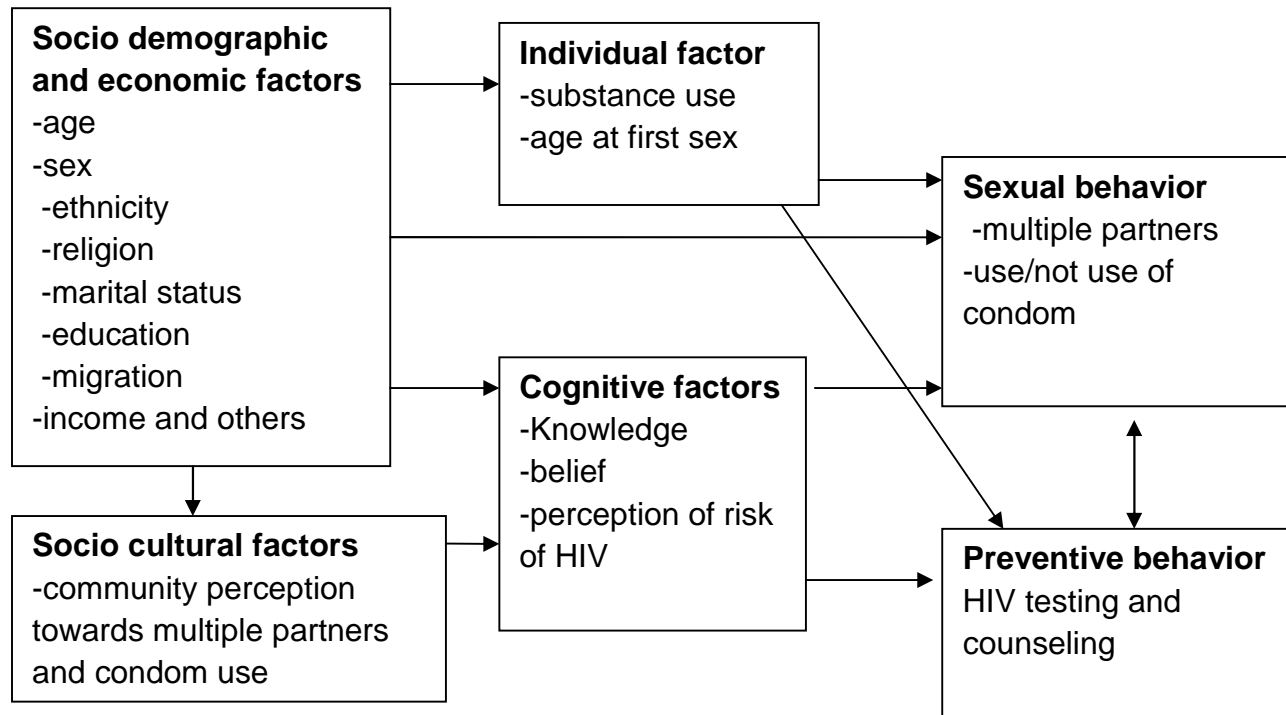 Socio demographic
and economic factors
-age
-sex
-ethnicity
-religion
-marital status
-education
-migration
-income and others
Individual factor
-substance use
-age at first sex
Sexual behavior
-multiple partners
-use/not use of
condom
Cognitive factors
-Knowledge
-belief
-perception of risk
of HIV
Socio cultural factors
-community perception
towards multiple partners
and condom use
Preventive behavior
HIV testing and
counseling